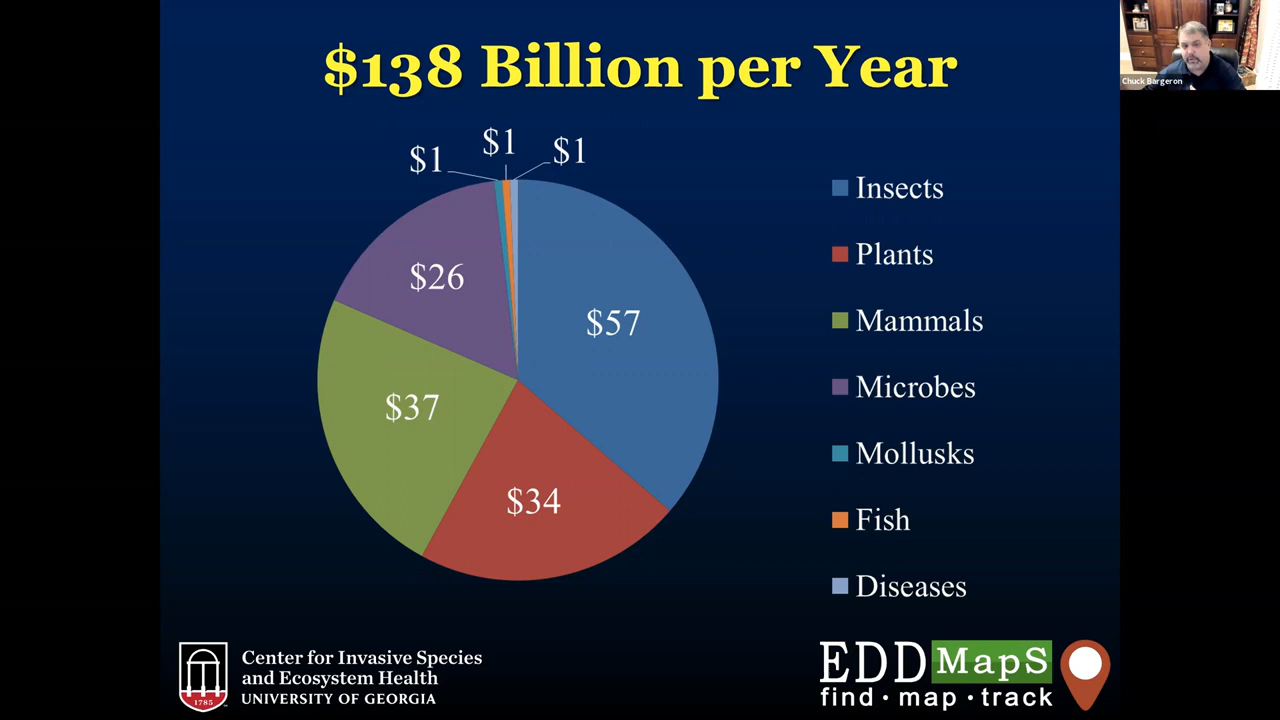 $138 Billion per Year
Chuck Bargeron
$1
$1
$1
$26
$57
$37
$34
Insects
Plants
Mammals
Microbes
Mollusks
Fish
Diseases
1785
Center for Invasive Species
and Ecosystem Health
UNIVERSITY OF GEORGIA
EDDMapS
find · map · track